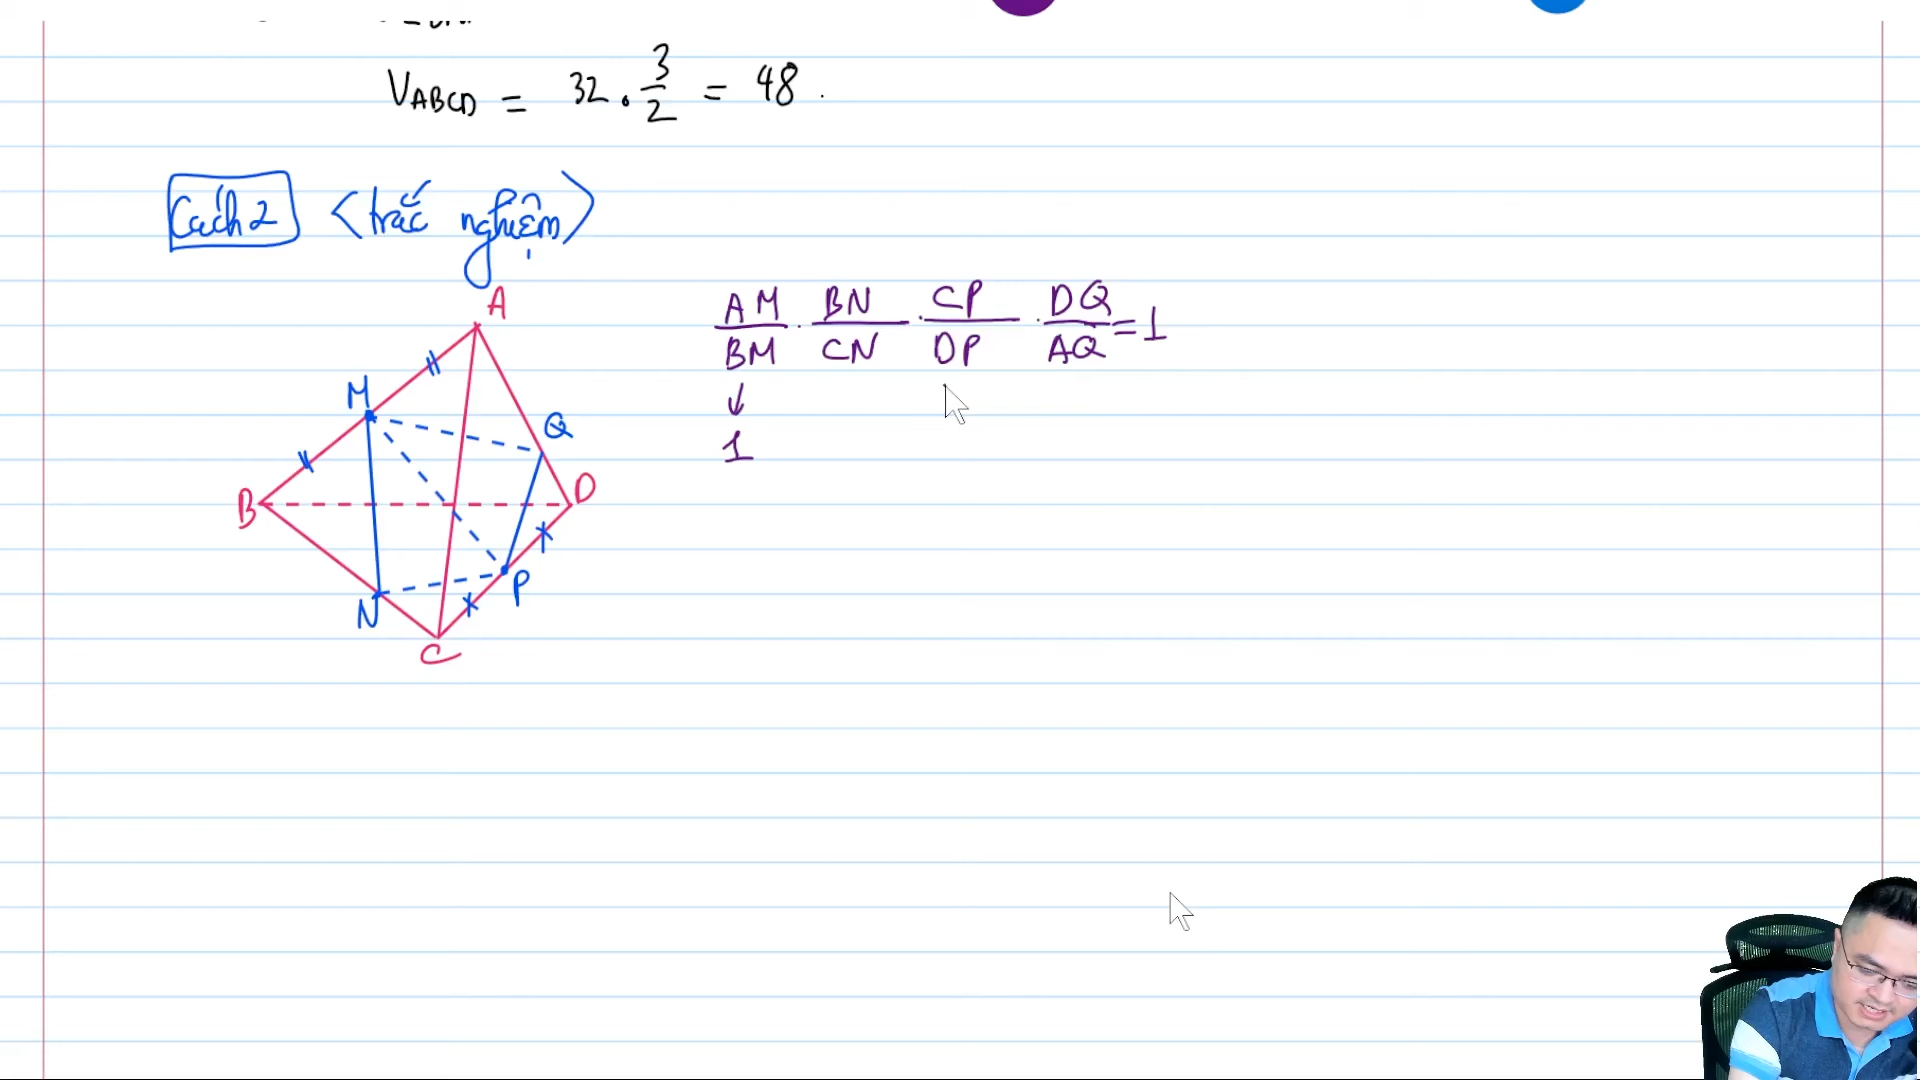 V_ABCD = 32 . 3/2 = 48 .
Cách 2 <trắc nghiệm>
AM/BM . BN/CN . CP/DP . DQ/AQ = 1
↓
1
A
M
Q
B
D
N
P
C